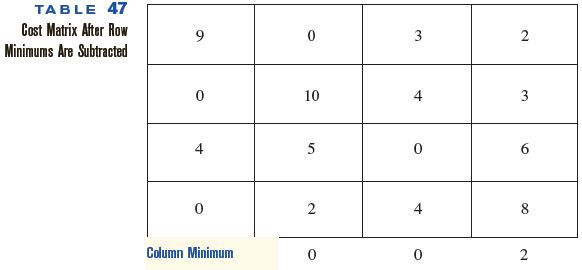 TABLE 47
Cost Matrix After Row
Minimums Are Subtracted
9 0 3 2
0 10 4 3
4 5 0 6
0 2 4 8
Column Minimum 0 0 2